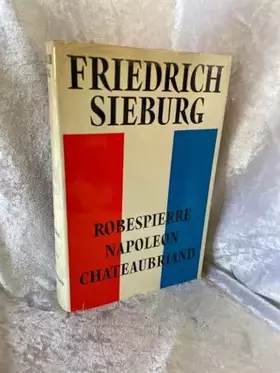 FRIEDRICH
SIEBURG
ROBESPIERRE
NAPOLEON
CHATEAUBRIAND